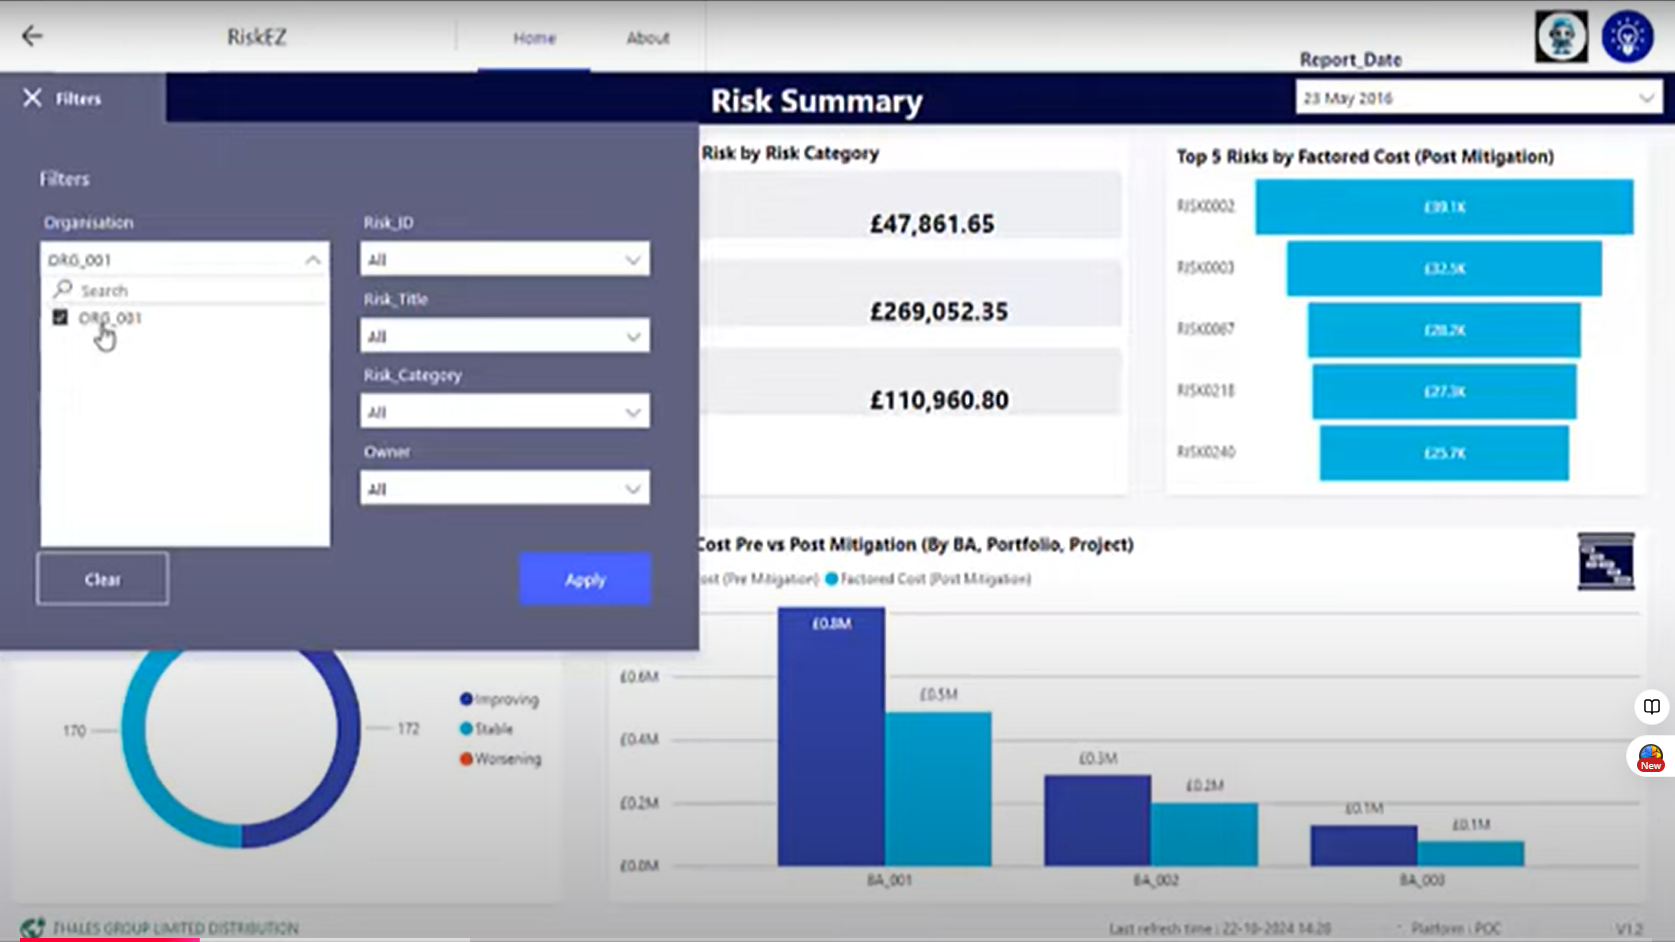 RiskEZ
Home
About
Report_Date
23 May 2016
Filters
Risk Summary
Filters
Organisation
ORG_001
Search
ORG_001
Risk_ID
All
Risk_Title
All
Risk_Category
All
Owner
All
Clear
Apply
Risk by Risk Category
£47,861.65
£269,052.35
£110,960.80
Top 5 Risks by Factored Cost (Post Mitigation)
RISK0002
£39.1K
RISK0003
£32.5K
RISK0067
£28.2K
RISK0218
£27.3K
RISK0240
£25.7K
Cost Pre vs Post Mitigation (By BA, Portfolio, Project)
ost (Pre Mitigation)
Factored Cost (Post Mitigation)
£0.8M
£0.6M
£0.5M
£0.4M
£0.3M
£0.2M
£0.2M
£0.1M
£0.1M
£0.0M
BA_001
BA_002
BA_003
170
172
Improving
Stable
Worsening
New
THALES GROUP LIMITED DISTRIBUTION
Last refresh time : 22-10-2024 14:28
Platform : POC
V1.2